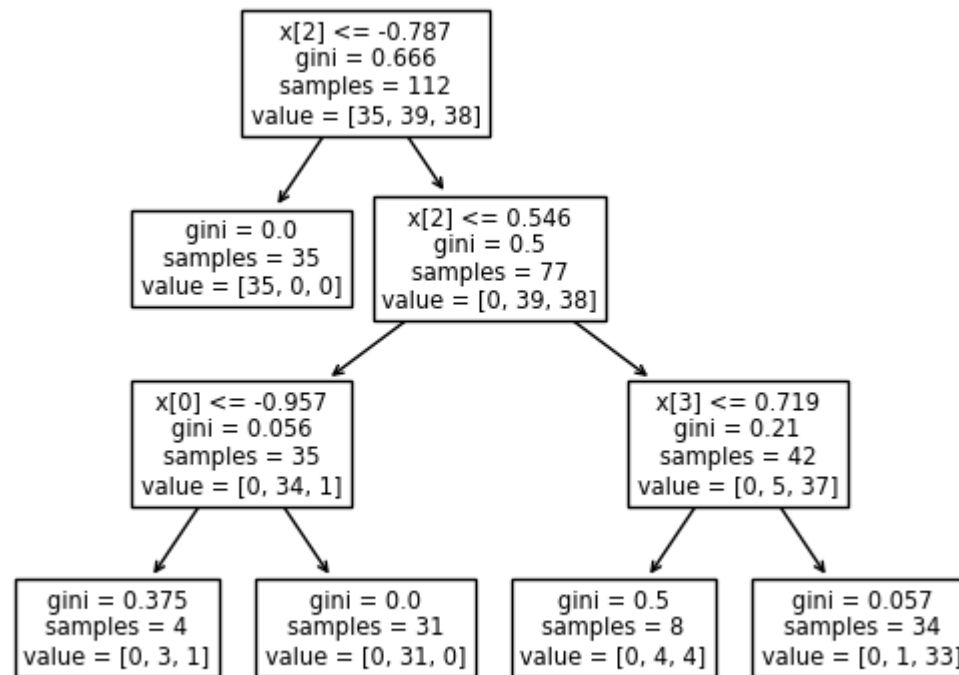 x[2] <= -0.787
gini = 0.666
samples = 112
value = [35, 39, 38]
gini = 0.0
samples = 35
value = [35, 0, 0]
x[2] <= 0.546
gini = 0.5
samples = 77
value = [0, 39, 38]
x[0] <= -0.957
gini = 0.056
samples = 35
value = [0, 34, 1]
x[3] <= 0.719
gini = 0.21
samples = 42
value = [0, 5, 37]
gini = 0.375
samples = 4
value = [0, 3, 1]
gini = 0.0
samples = 31
value = [0, 31, 0]
gini = 0.5
samples = 8
value = [0, 4, 4]
gini = 0.057
samples = 34
value = [0, 1, 33]